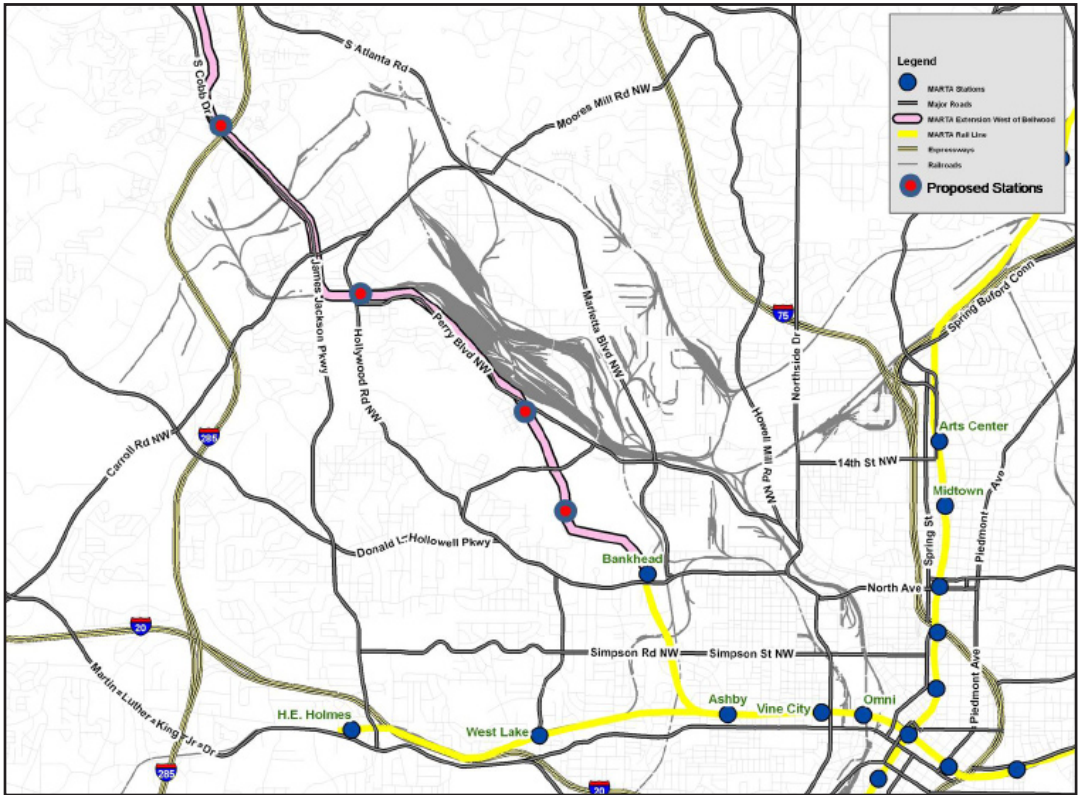 Legend
MARTA Stations
Major Roads
MARTA Extension West of Bellwood
MARTA Rail Line
Expressways
Railroads
Proposed Stations
S Cobb Dr
S Atlanta Rd
Moores Mill Rd NW
James Jackson Pkwy
Hollywood Rd NW
Perry Blvd NW
Marietta Blvd NW
75
Northside Dr
Spring Buford Conn
Howell Mill Rd NW
285
Carroll Rd NW
Arts Center
14th St NW
Midtown
Spring St
Piedmont Ave
Donald L Hollowell Pkwy
Bankhead
North Ave
20
Simpson Rd NW
Simpson St NW
Martin Luther King Jr Dr
H.E. Holmes
West Lake
Ashby
Vine City
Omni
Piedmont Ave
285
20